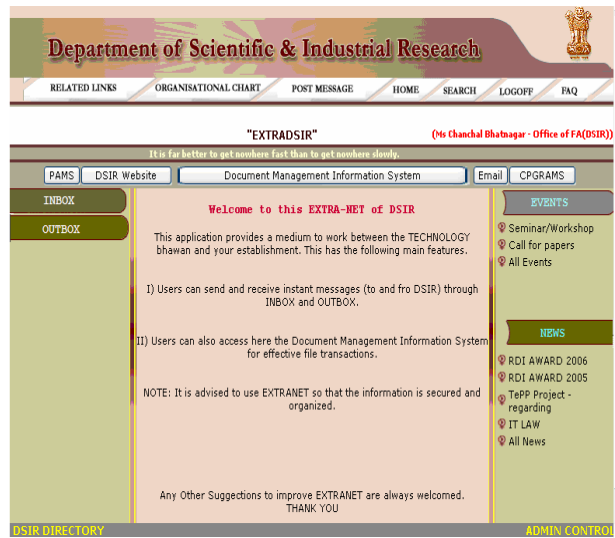 Department of Scientific & Industrial Research
RELATED LINKS ORGANISATIONAL CHART POST MESSAGE HOME SEARCH LOGOFF FAQ
"EXTRADSIR" (Ms Chanchal Bhatnagar - Office of FA(DSIR))
It is far better to get nowhere fast than to get nowhere slowly.
PAMS DSIR Website Document Management Information System Email CPGRAMS
INBOX
OUTBOX
Welcome to this EXTRA-NET of DSIR
This application provides a medium to work between the TECHNOLOGY
bhawan and your establishment. This has the following main features.
I) Users can send and receive instant messages (to and fro DSIR) through
INBOX and OUTBOX.
II) Users can also access here the Document Management Information System
for effective file transactions.
NOTE: It is advised to use EXTRANET so that the information is secured and
organized.
Any Other Suggestions to improve EXTRANET are always welcomed.
THANK YOU
EVENTS
Seminar/Workshop
Call for papers
All Events
NEWS
RDI AWARD 2006
RDI AWARD 2005
TePP Project -
regarding
IT LAW
All News
DSIR DIRECTORY ADMIN CONTROL